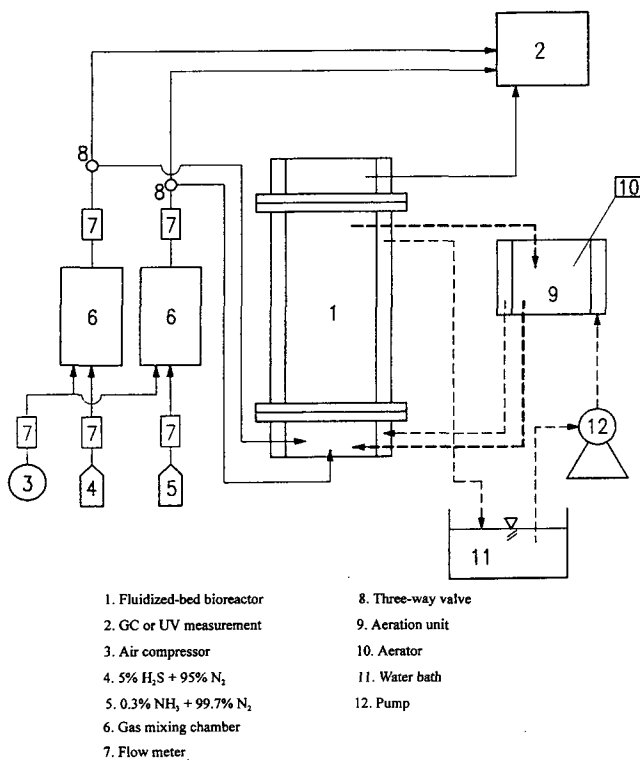 2
8
8
10
7
7
6
6
1
9
7
7
7
12
3
4
5
11
1. Fluidized-bed bioreactor
2. GC or UV measurement
3. Air compressor
4. 5% H₂S + 95% N₂
5. 0.3% NH₃ + 99.7% N₂
6. Gas mixing chamber
7. Flow meter
8. Three-way valve
9. Aeration unit
10. Aerator
11. Water bath
12. Pump